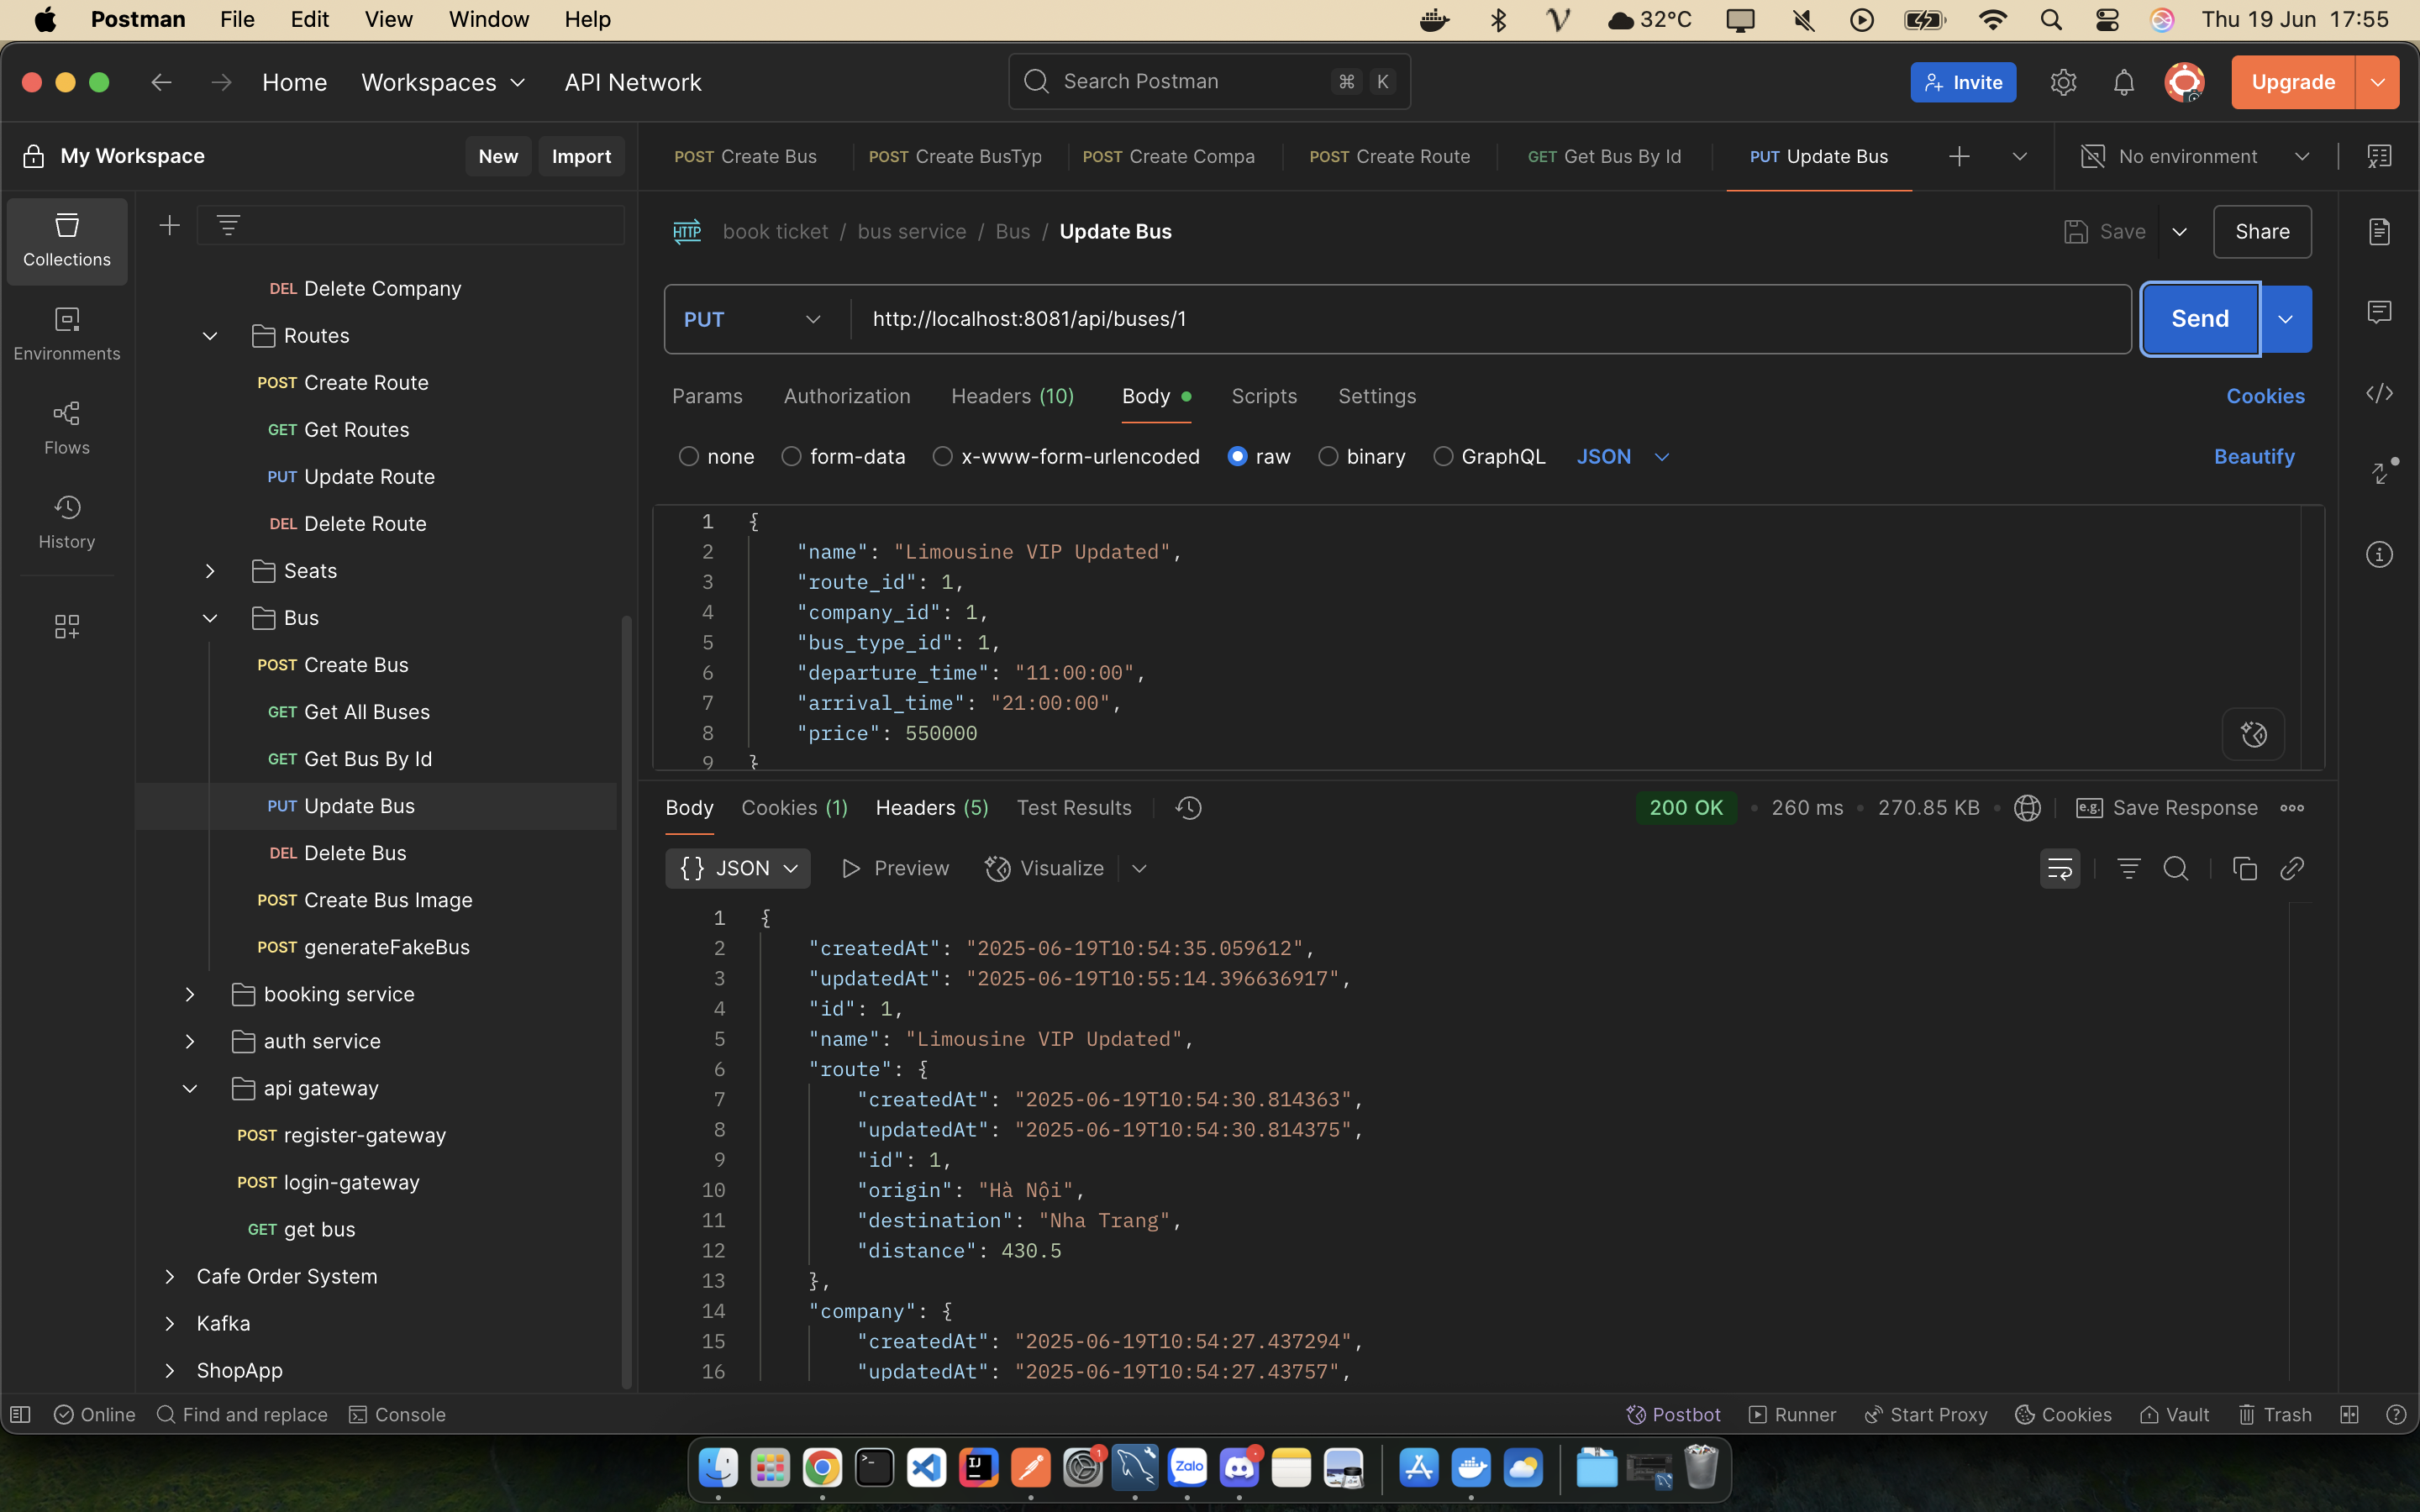 Postman File Edit View Window Help 32°C Thu 19 Jun 17:55
Home Workspaces API Network Search Postman ⌘ K Invite Upgrade
My Workspace New Import
POST Create Bus POST Create BusTyp POST Create Compa POST Create Route GET Get Bus By Id PUT Update Bus No environment
Collections
Environments
Flows
History
DEL Delete Company
Routes
POST Create Route
GET Get Routes
PUT Update Route
DEL Delete Route
Seats
Bus
POST Create Bus
GET Get All Buses
GET Get Bus By Id
PUT Update Bus
DEL Delete Bus
POST Create Bus Image
POST generateFakeBus
booking service
auth service
api gateway
POST register-gateway
POST login-gateway
GET get bus
Cafe Order System
Kafka
ShopApp
HTTP book ticket / bus service / Bus / Update Bus Save Share
PUT http://localhost:8081/api/buses/1 Send
Params Authorization Headers (10) Body Scripts Settings Cookies
none form-data x-www-form-urlencoded raw binary GraphQL JSON Beautify
1 {
2 "name": "Limousine VIP Updated",
3 "route_id": 1,
4 "company_id": 1,
5 "bus_type_id": 1,
6 "departure_time": "11:00:00",
7 "arrival_time": "21:00:00",
8 "price": 550000
9 }
Body Cookies (1) Headers (5) Test Results 200 OK • 260 ms • 270.85 KB • e.g. Save Response
{} JSON Preview Visualize
1 {
2 "createdAt": "2025-06-19T10:54:35.059612",
3 "updatedAt": "2025-06-19T10:55:14.396636917",
4 "id": 1,
5 "name": "Limousine VIP Updated",
6 "route": {
7 "createdAt": "2025-06-19T10:54:30.814363",
8 "updatedAt": "2025-06-19T10:54:30.814375",
9 "id": 1,
10 "origin": "Hà Nội",
11 "destination": "Nha Trang",
12 "distance": 430.5
13 },
14 "company": {
15 "createdAt": "2025-06-19T10:54:27.437294",
16 "updatedAt": "2025-06-19T10:54:27.43757",
Online Find and replace Console Postbot Runner Start Proxy Cookies Vault Trash
1 Zalo